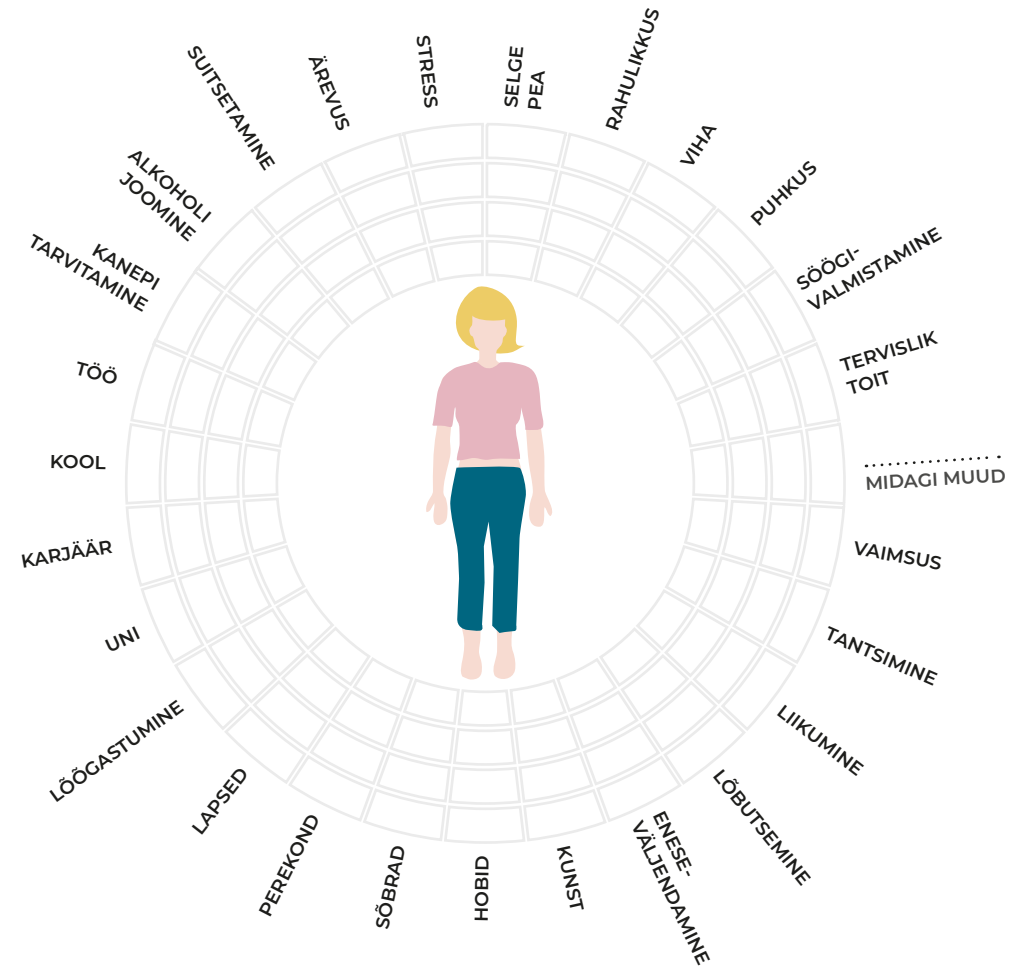 SELGE
PEA
RAHULIKKUS
VIHA
PUHKUS
SÖÖGI-
VALMISTAMINE
TERVISLIK
TOIT
MIDAGI MUUD
VAIMSUS
TANTSIMINE
LIIKUMINE
LÕBUTSEMINE
ENESE-
VÄLJENDAMINE
KUNST
HOBID
SÕBRAD
PEREKOND
LAPSED
LÕÕGASTUMINE
UNI
KARJÄÄR
KOOL
TÖÖ
KANEPI
TARVITAMINE
ALKOHOLI
JOOMINE
SUITSETAMINE
ÄREVUS
STRESS